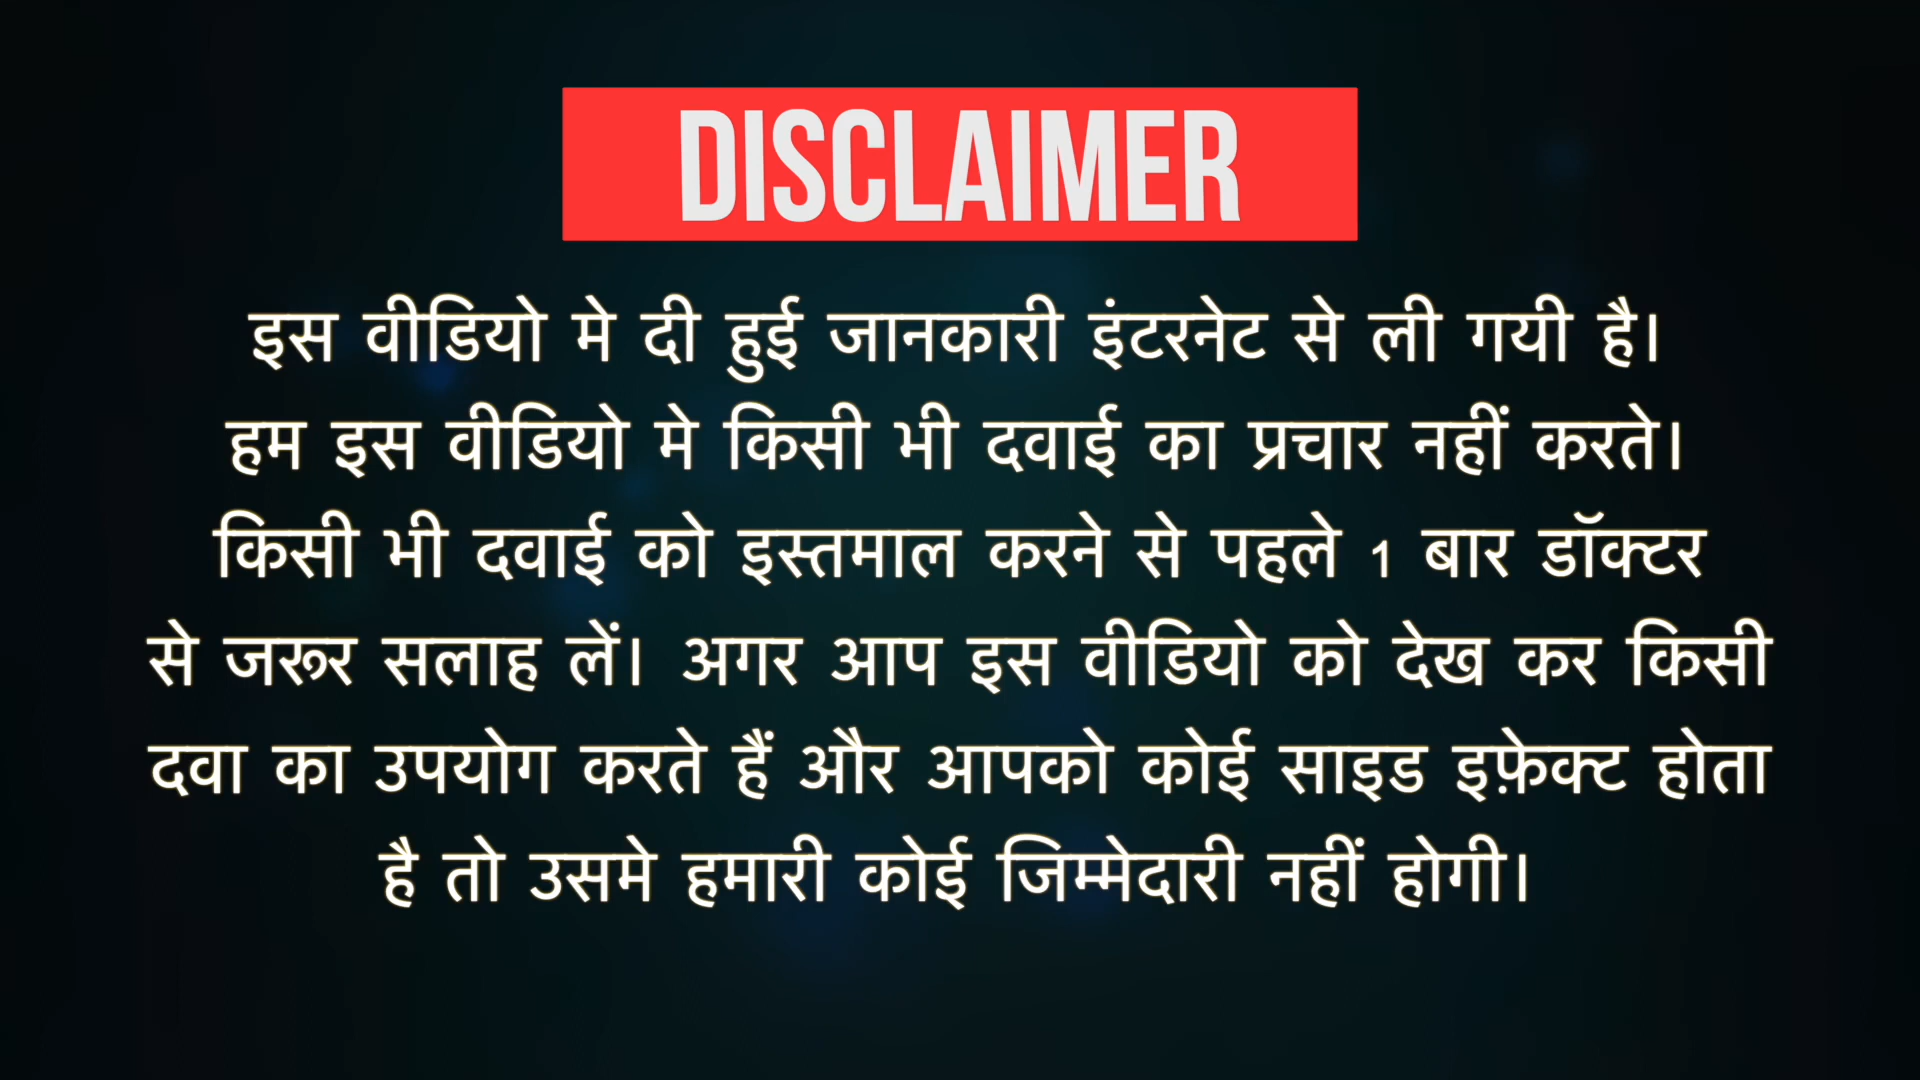 DISCLAIMER
इस वीडियो मे दी हुई जानकारी इंटरनेट से ली गयी है।
हम इस वीडियो मे किसी भी दवाई का प्रचार नहीं करते।
किसी भी दवाई को इस्तमाल करने से पहले 1 बार डॉक्टर
से जरूर सलाह लें। अगर आप इस वीडियो को देख कर किसी
दवा का उपयोग करते हैं और आपको कोई साइड इफ़ेक्ट होता
है तो उसमे हमारी कोई जिम्मेदारी नहीं होगी।